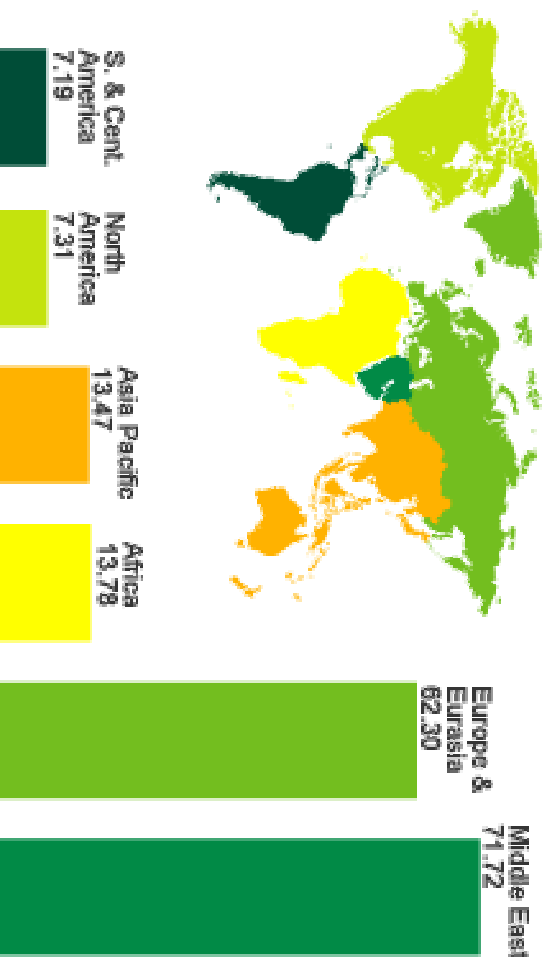 S. & Cent.
America
7.19
North
America
7.31
Asia Pacific
13.47
Africa
13.78
Europe &
Eurasia
62.30
Middle East
71.72